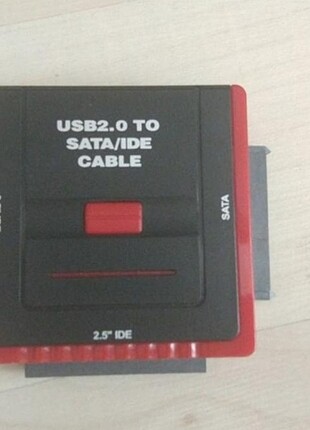 USB2.0 TO
SATA/IDE
CABLE
SATA
2.5" IDE